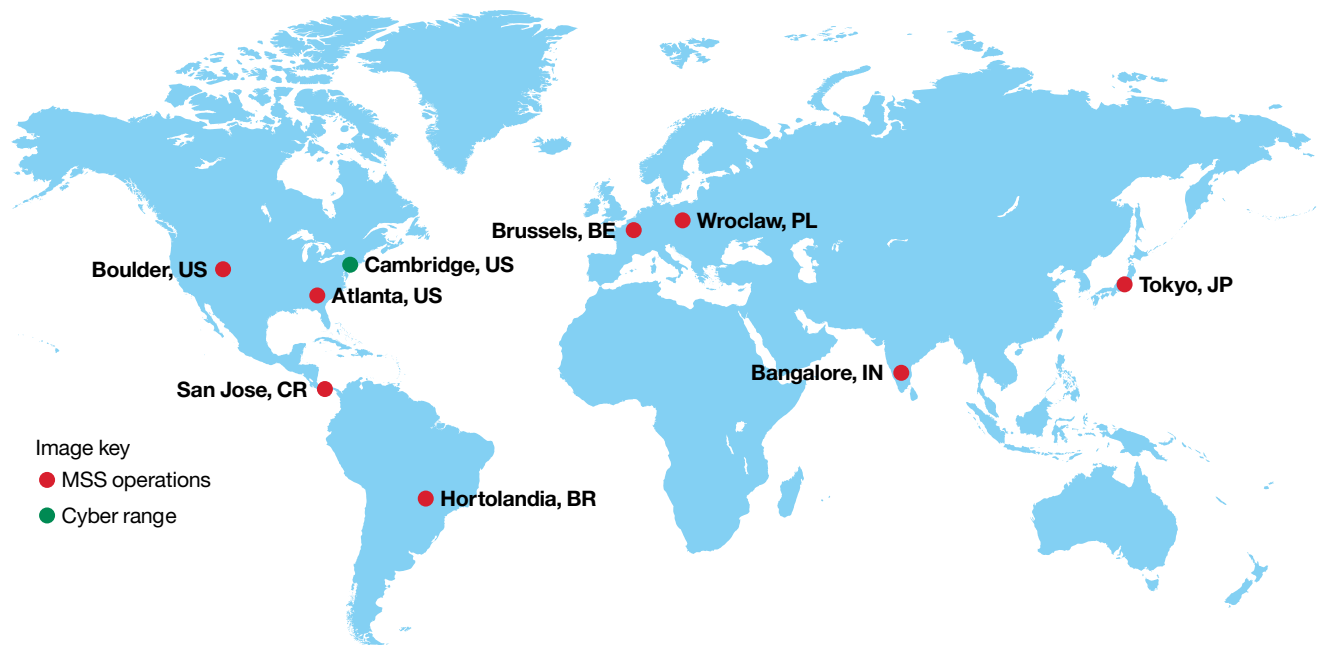 Brussels, BE
Wroclaw, PL
Boulder, US
Cambridge, US
Atlanta, US
Tokyo, JP
Bangalore, IN
San Jose, CR
Hortolandia, BR
Image key
MSS operations
Cyber range